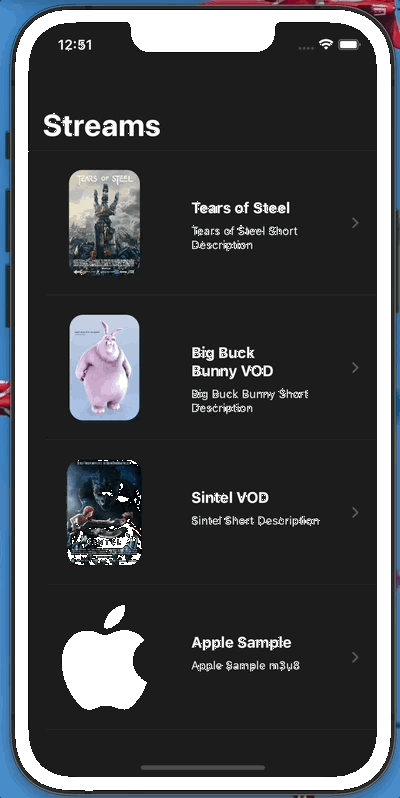 12:51
Streams
TEARS OF STEEL
Tears of Steel
Tears of Steel Short
Description
Big Buck
Bunny VOD
Big Buck Bunny Short
Description
Sintel VOD
Sintel Short Description
Apple Sample
Apple Sample m3u8